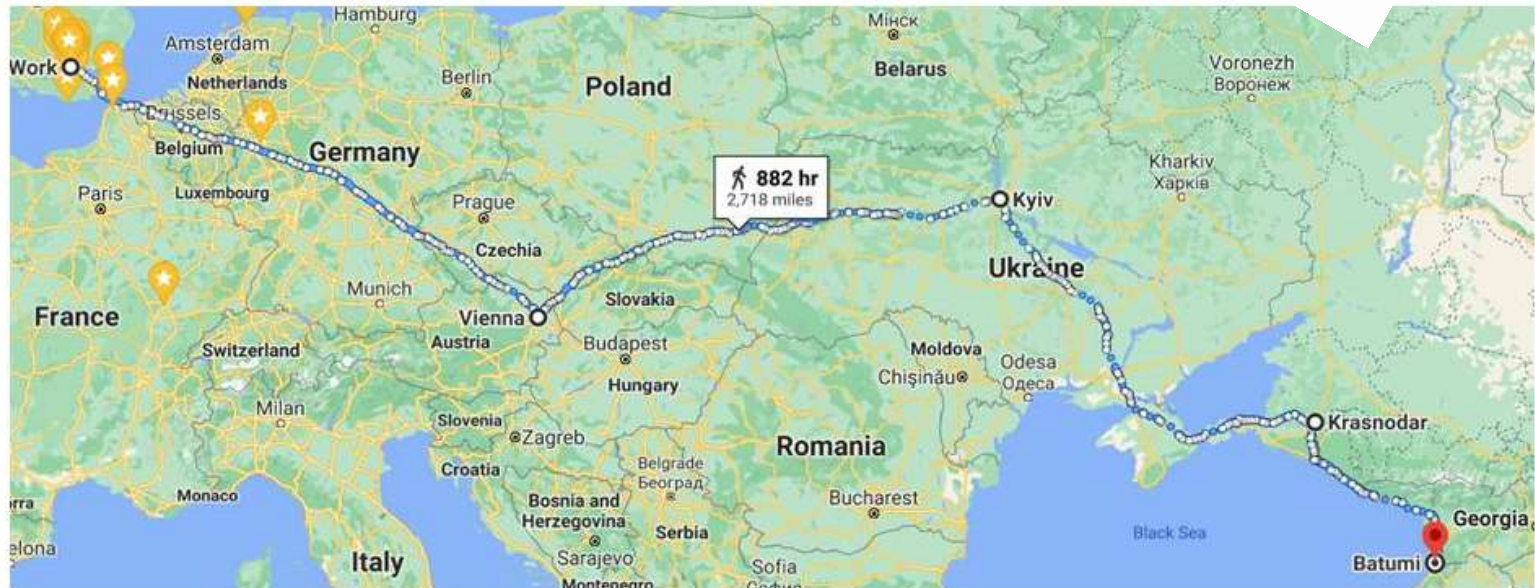 Hamburg
Мінск
Amsterdam
Voronezh
Воронеж
Work
Netherlands
Berlin
Poland
Belarus
Brussels
Belgium
Germany
882 hr
2,718 miles
Kharkiv
Харків
Paris
Luxembourg
Prague
Kyiv
Czechia
Ukraine
Munich
Slovakia
France
Vienna
Switzerland
Austria
Budapest
Moldova
Odesa
Одеса
Chișinău
Hungary
Milan
Slovenia
Zagreb
Krasnodar
Romania
Croatia
Belgrade
Београд
Monaco
Bosnia and
Herzegovina
Bucharest
Serbia
Black Sea
Georgia
Italy
Sarajevo
Sofia
Batumi
Montenegro